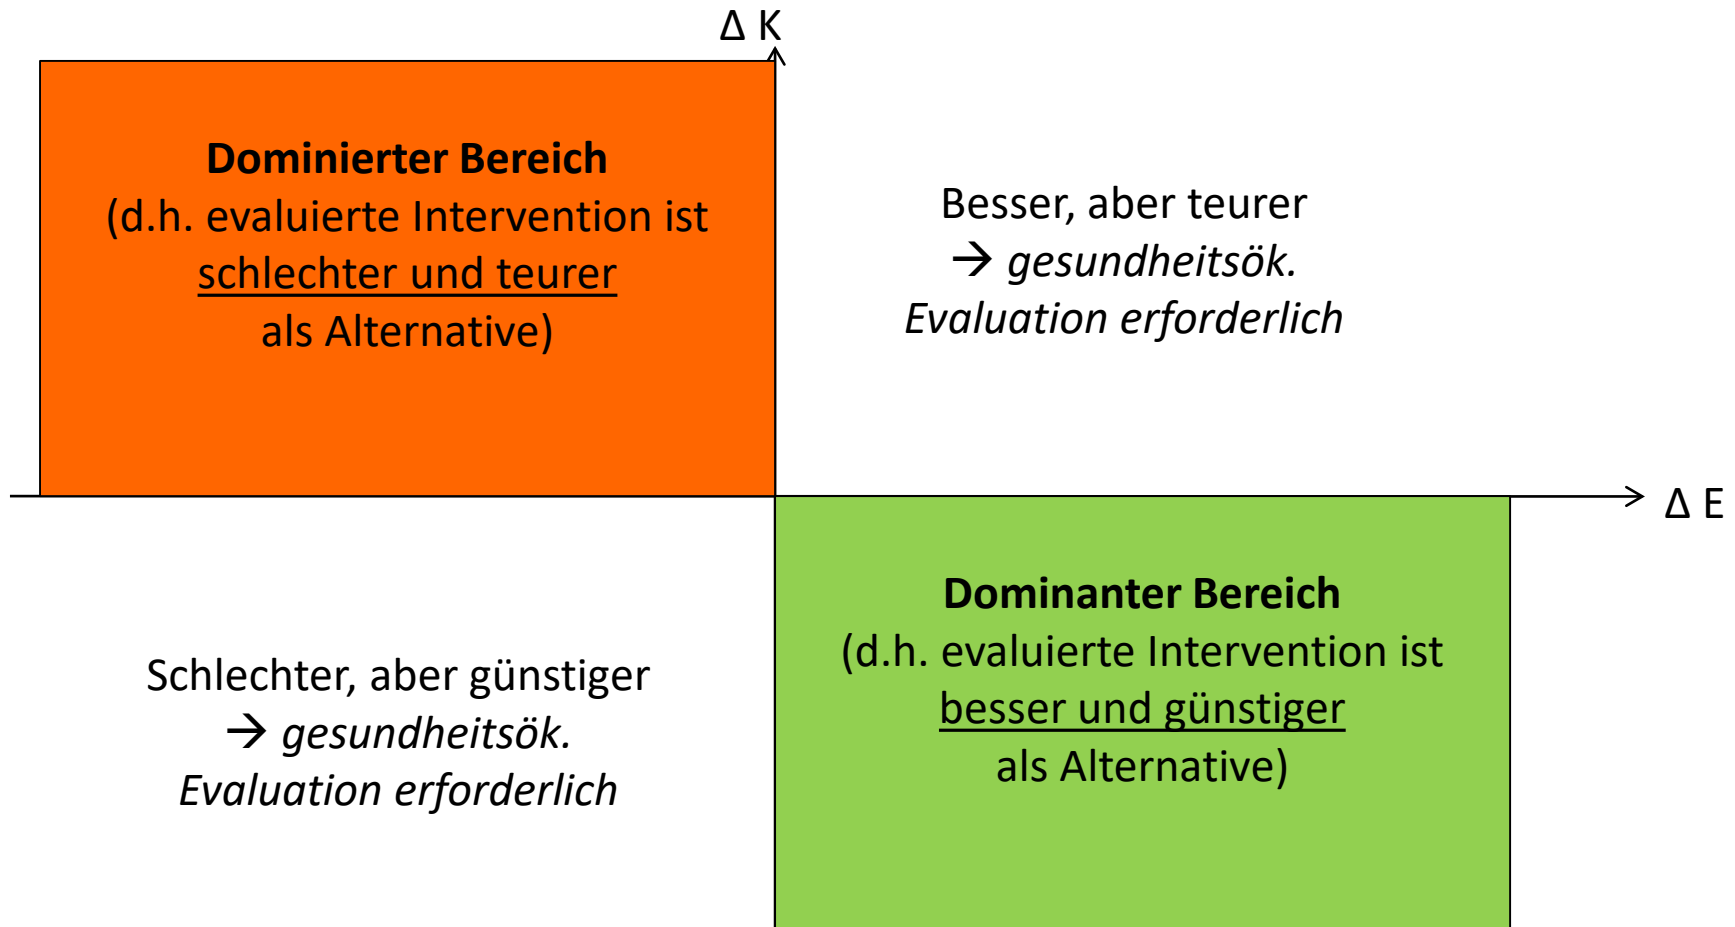 Δ K
Dominierter Bereich
(d.h. evaluierte Intervention ist
schlechter und teurer
als Alternative)
Besser, aber teurer
→ gesundheitsök.
Evaluation erforderlich
Δ E
Schlechter, aber günstiger
→ gesundheitsök.
Evaluation erforderlich
Dominanter Bereich
(d.h. evaluierte Intervention ist
besser und günstiger
als Alternative)